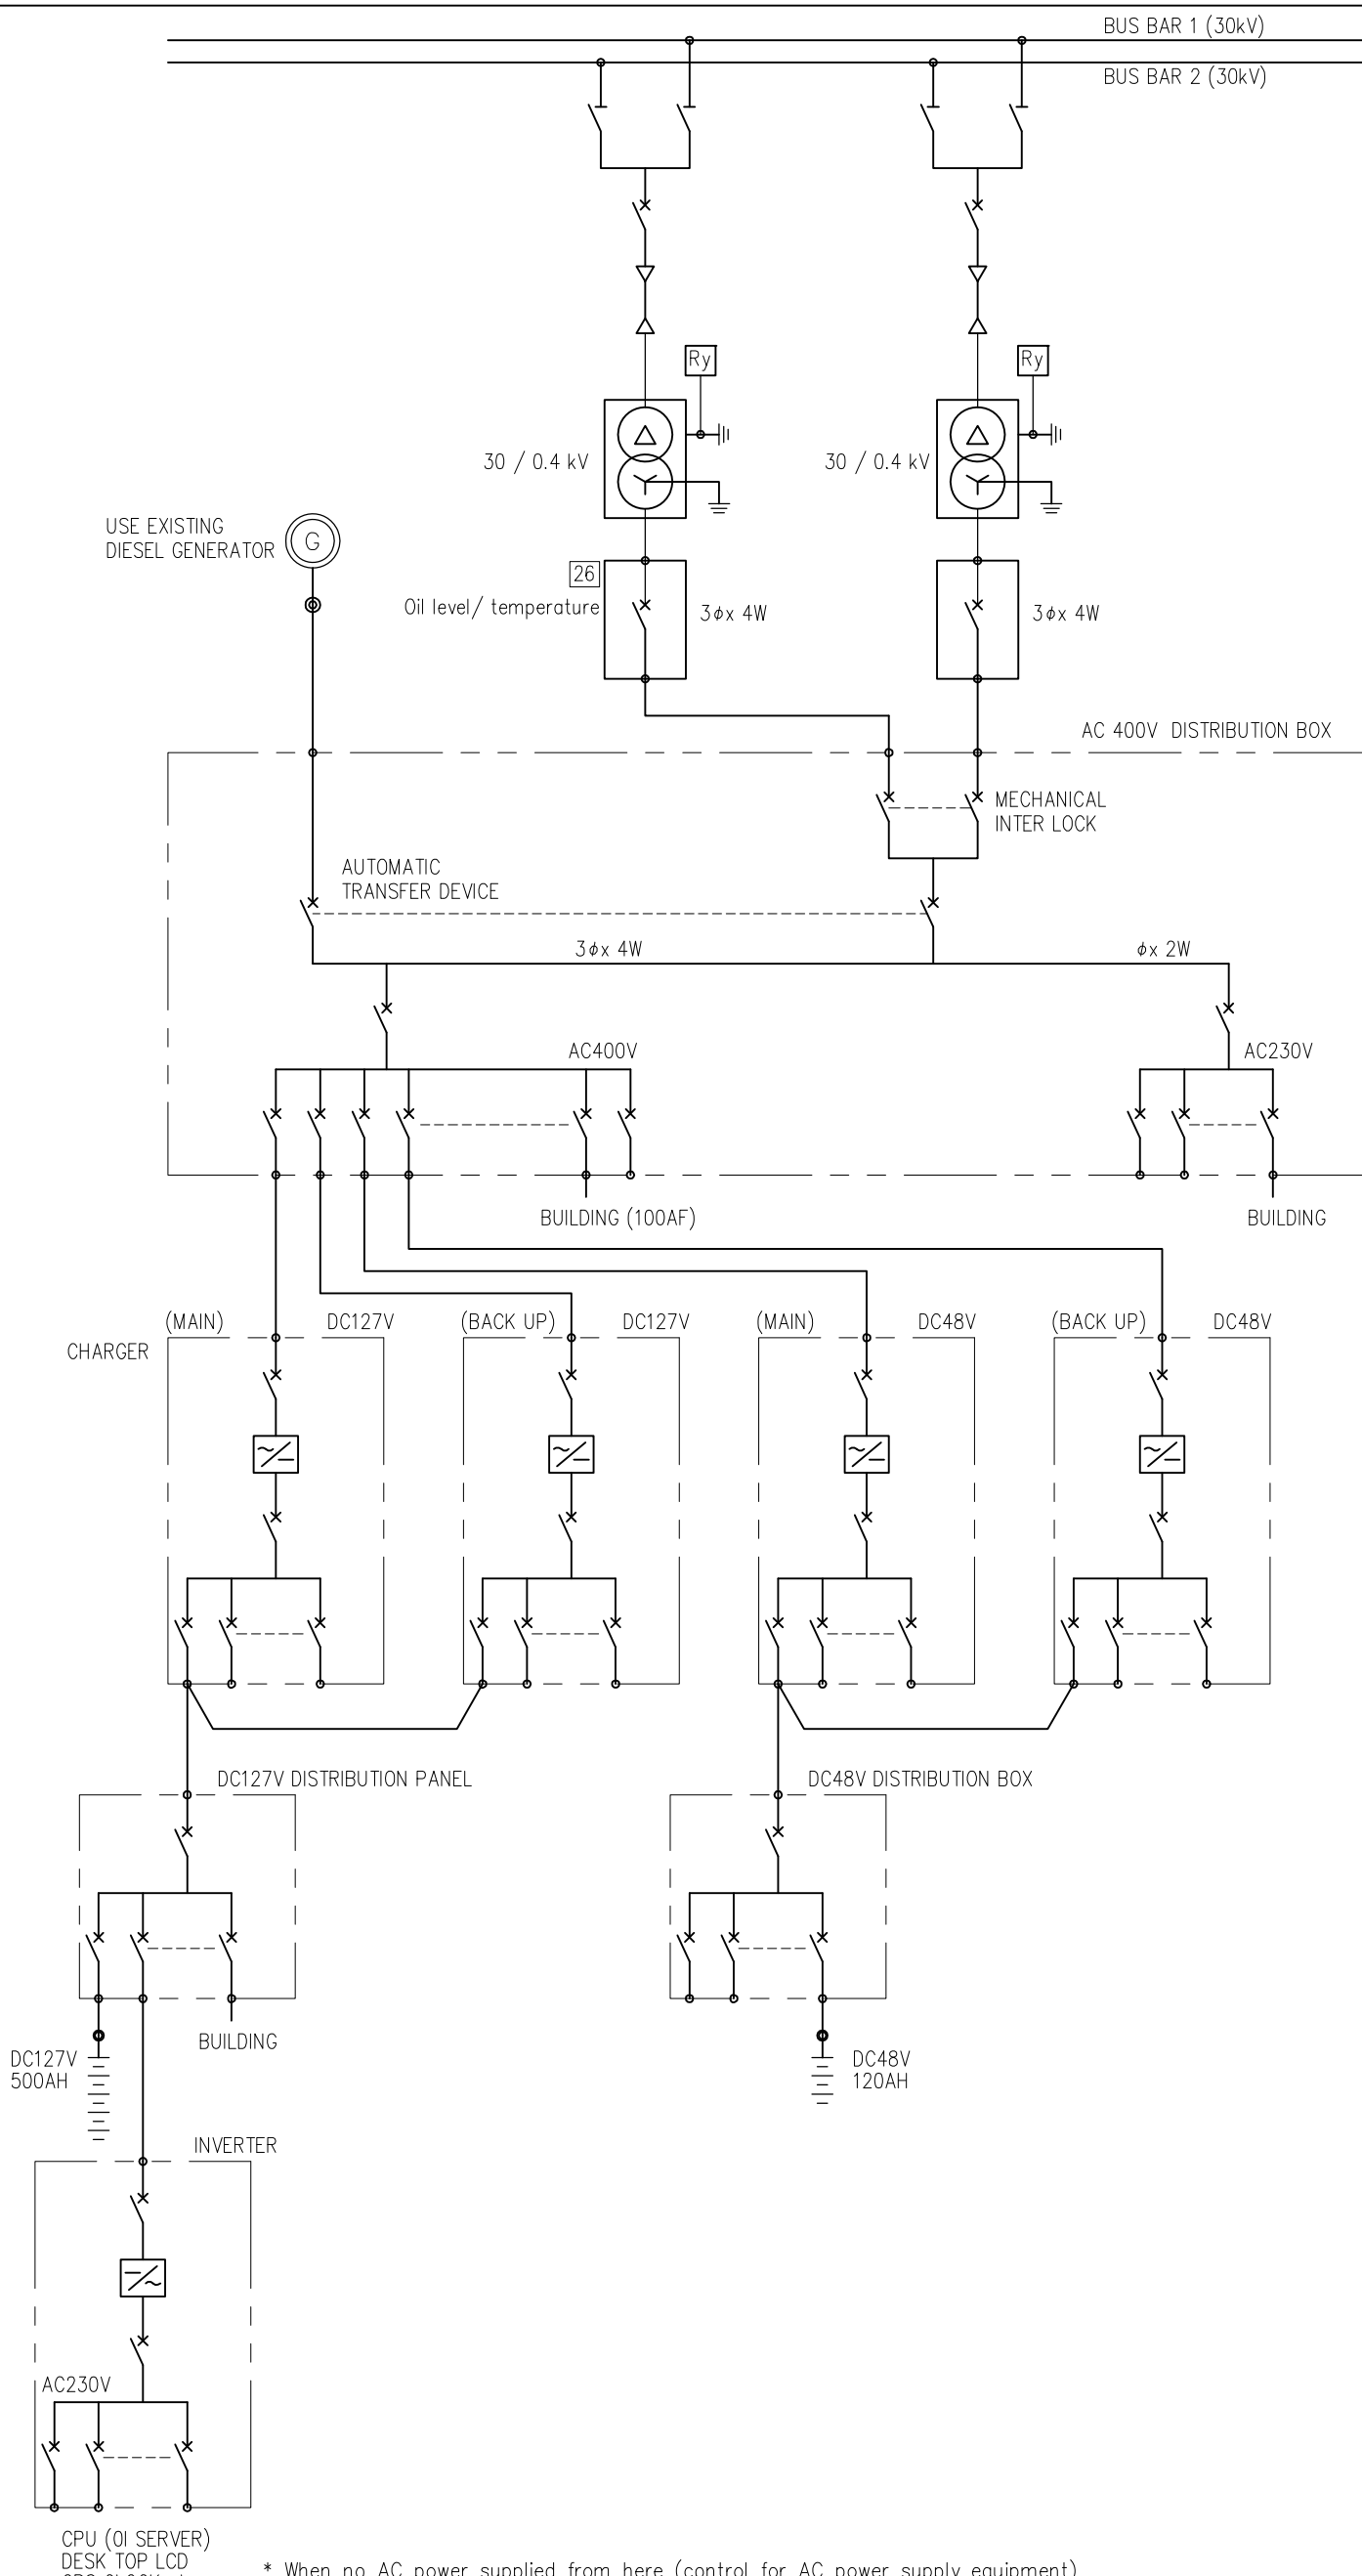 BUS BAR 1 (30kV)
BUS BAR 2 (30kV)
Ry
Ry
30 / 0.4 kV
30 / 0.4 kV
USE EXISTING
DIESEL GENERATOR
G
26
Oil level/ temperature
3φx 4W
3φx 4W
AC 400V DISTRIBUTION BOX
MECHANICAL
INTER LOCK
AUTOMATIC
TRANSFER DEVICE
3φx 4W
φx 2W
AC400V
AC230V
BUILDING (100AF)
BUILDING
(MAIN)
DC127V
(BACK UP)
DC127V
(MAIN)
DC48V
(BACK UP)
DC48V
CHARGER
DC127V DISTRIBUTION PANEL
DC48V DISTRIBUTION BOX
BUILDING
DC127V
500AH
DC48V
120AH
INVERTER
AC230V
CPU (OI SERVER)
DESK TOP LCD
* When no AC power supplied from here (control for AC power supply equipment)